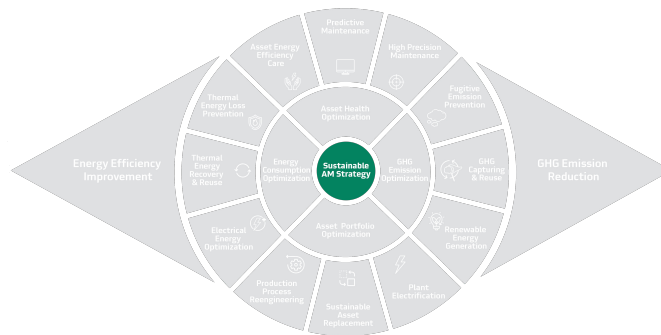 Predictive
Maintenance
Asset Energy
Efficiency
Care
High Precision
Maintenance
Thermal
Energy Loss
Prevention
Fugitive
Emission
Prevention
Asset Health
Optimization
Energy Efficiency
Improvement
Thermal
Energy
Recovery
& Reuse
Energy
Consumption
Optimization
Sustainable
AM Strategy
GHG
Emission
Optimization
GHG
Capturing
& Reuse
GHG Emission
Reduction
Electrical
Energy
Optimization
Asset Portfolio
Optimization
Renewable
Energy
Generation
Production
Process
Reengineering
Sustainable
Asset
Replacement
Plant
Electrification